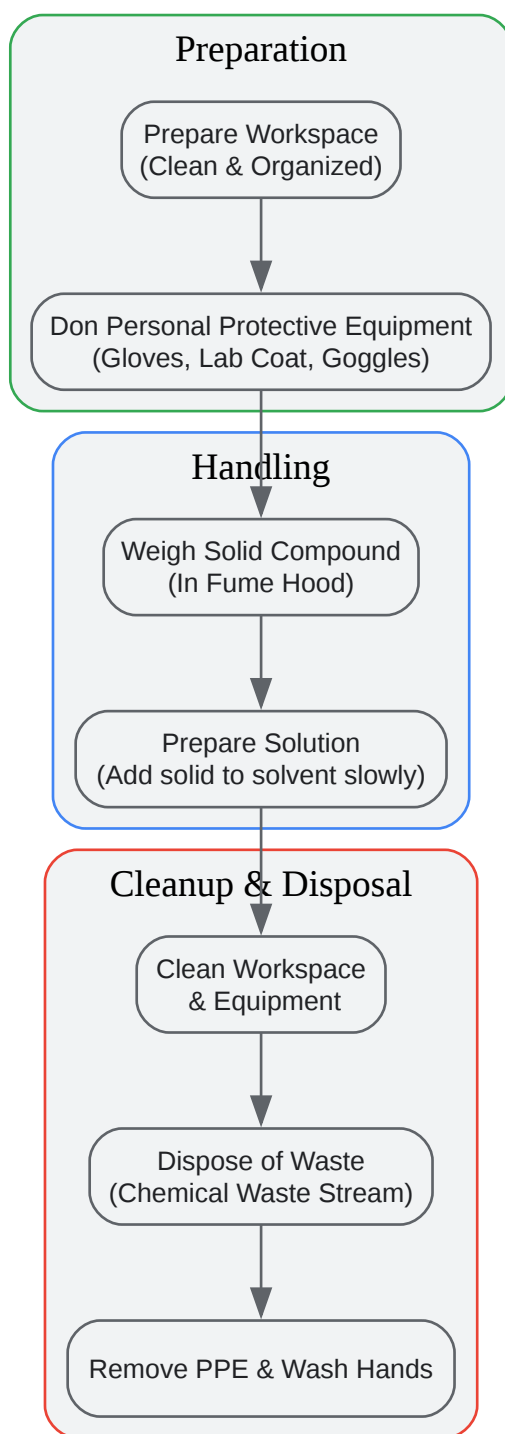 Preparation
Prepare Workspace
(Clean & Organized)
Don Personal Protective Equipment
(Gloves, Lab Coat, Goggles)
Handling
Weigh Solid Compound
(In Fume Hood)
Prepare Solution
(Add solid to solvent slowly)
Cleanup & Disposal
Clean Workspace
& Equipment
Dispose of Waste
(Chemical Waste Stream)
Remove PPE & Wash Hands